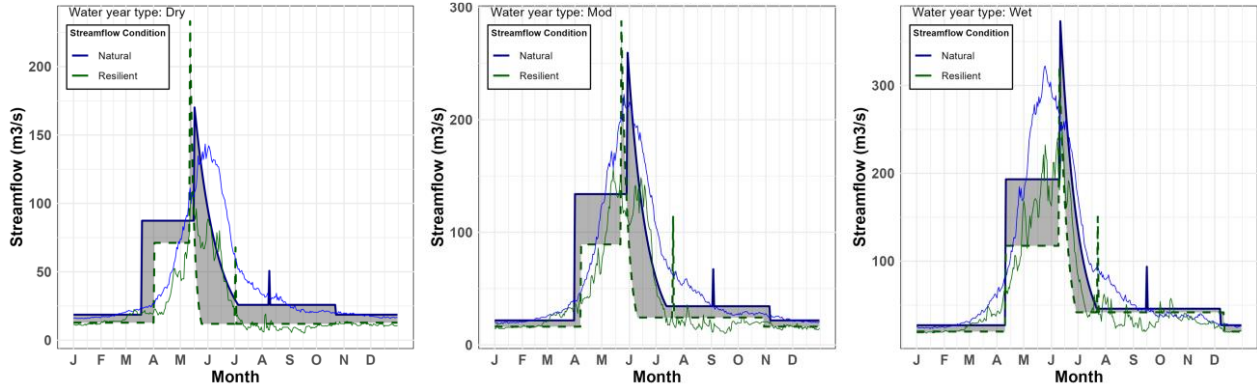 Water year type: Dry
Streamflow Condition
Natural
Resilient
Streamflow (m3/s)
200
150
100
50
0
J F M A M J J A S O N D
Month
Water year type: Mod
Streamflow Condition
Natural
Resilient
Streamflow (m3/s)
300
200
100
0
J F M A M J J A S O N D
Month
Water year type: Wet
Streamflow Condition
Natural
Resilient
Streamflow (m3/s)
300
200
100
J F M A M J J A S O N D
Month